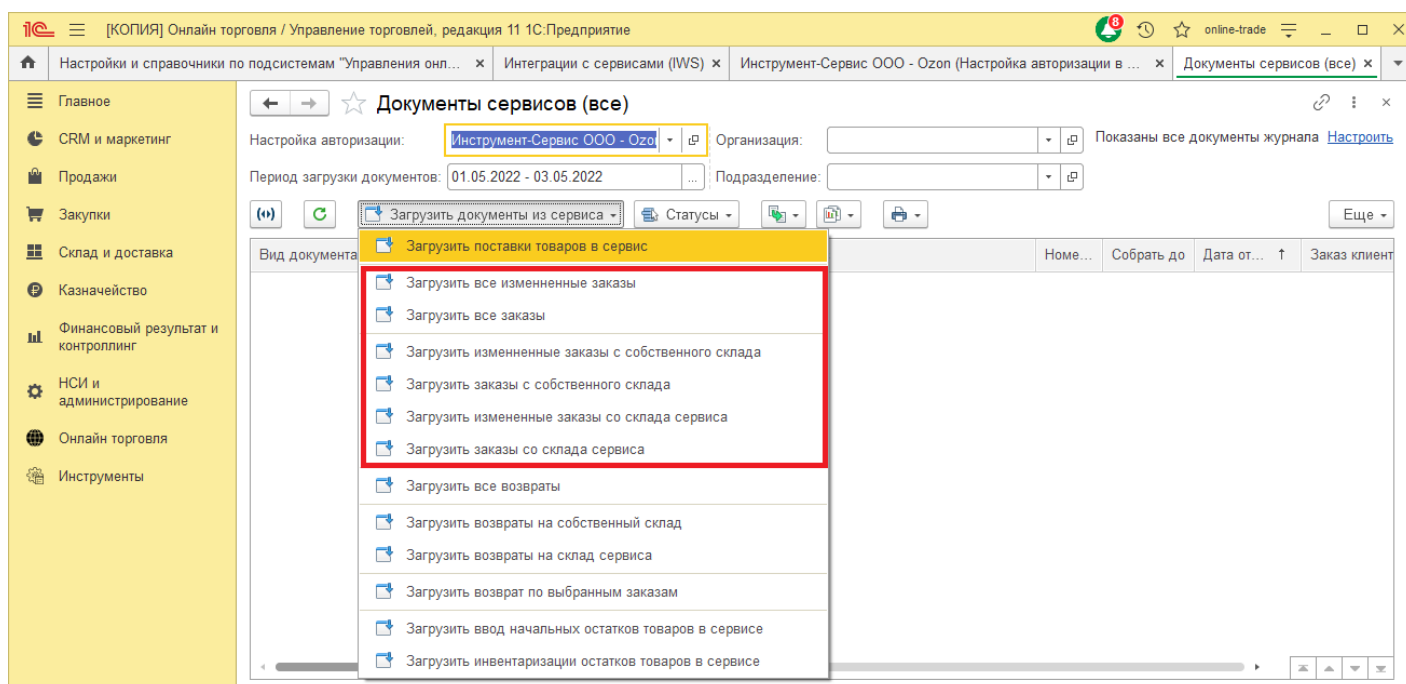 [КОПИЯ] Онлайн торговля / Управление торговлей, редакция 11 1С:Предприятие
8
online-trade
Настройки и справочники по подсистемам "Управления онл...
Интеграции с сервисами (IWS)
Инструмент-Сервис ООО - Ozon (Настройка авторизации в ...
Документы сервисов (все)
Главное
CRM и маркетинг
Продажи
Закупки
Склад и доставка
Казначейство
Финансовый результат и
контроллинг
НСИ и
администрирование
Онлайн торговля
Инструменты
Документы сервисов (все)
Настройка авторизации:
Инструмент-Сервис ООО - Ozo
Организация:
Показаны все документы журнала Настроить
Период загрузки документов:
01.05.2022 - 03.05.2022
...
Подразделение:
Загрузить документы из сервиса
Статусы
Еще
Вид документа
Номе...
Собрать до
Дата от...
Заказ клиент
Загрузить поставки товаров в сервис
Загрузить все изменненные заказы
Загрузить все заказы
Загрузить изменненные заказы с собственного склада
Загрузить заказы с собственного склада
Загрузить измененные заказы со склада сервиса
Загрузить заказы со склада сервиса
Загрузить все возвраты
Загрузить возвраты на собственный склад
Загрузить возвраты на склад сервиса
Загрузить возврат по выбранным заказам
Загрузить ввод начальных остатков товаров в сервисе
Загрузить инвентаризации остатков товаров в сервисе